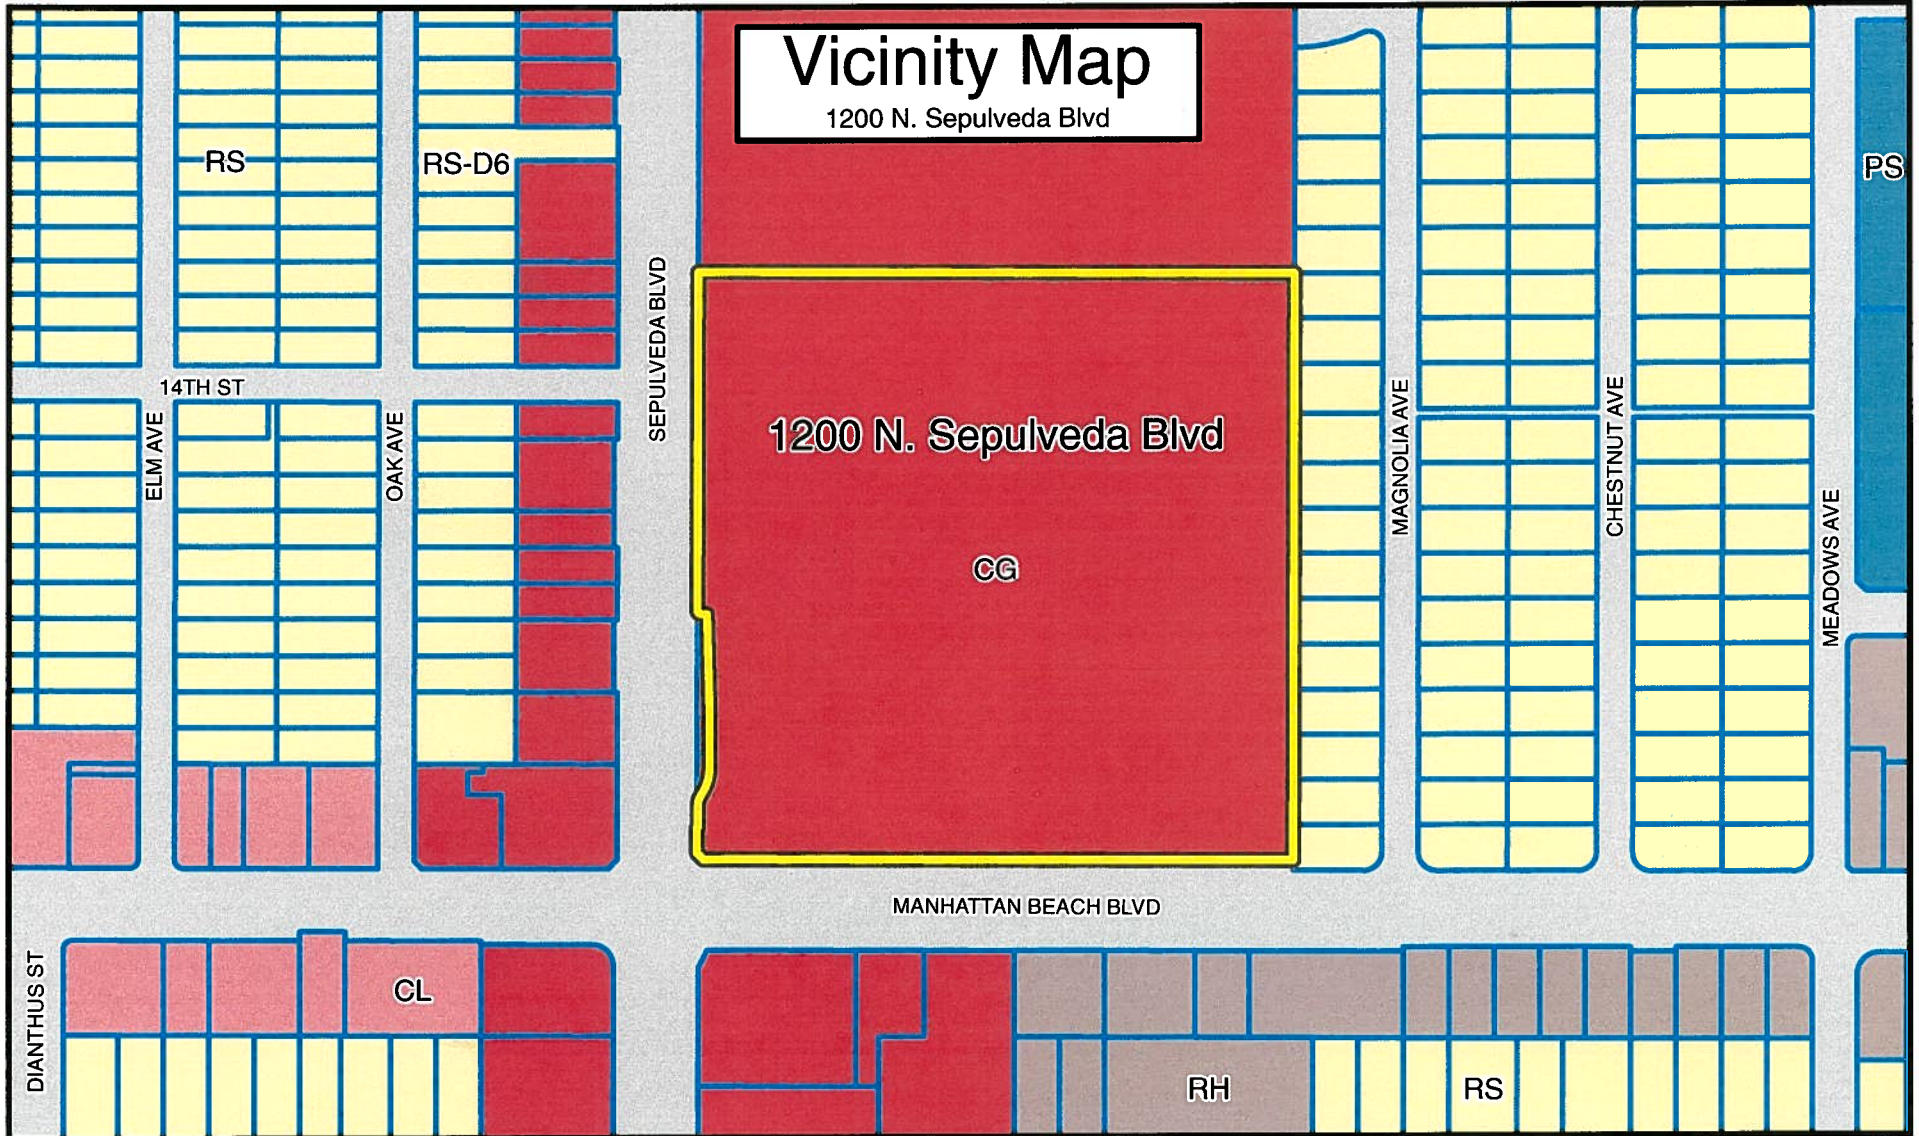 Vicinity Map
1200 N. Sepulveda Blvd
RS
RS-D6
PS
SEPULVEDA BLVD
14TH ST
ELM AVE
OAK AVE
1200 N. Sepulveda Blvd
MAGNOLIA AVE
CHESTNUT AVE
MEADOWS AVE
CG
MANHATTAN BEACH BLVD
DIANTHUS ST
CL
RH
RS